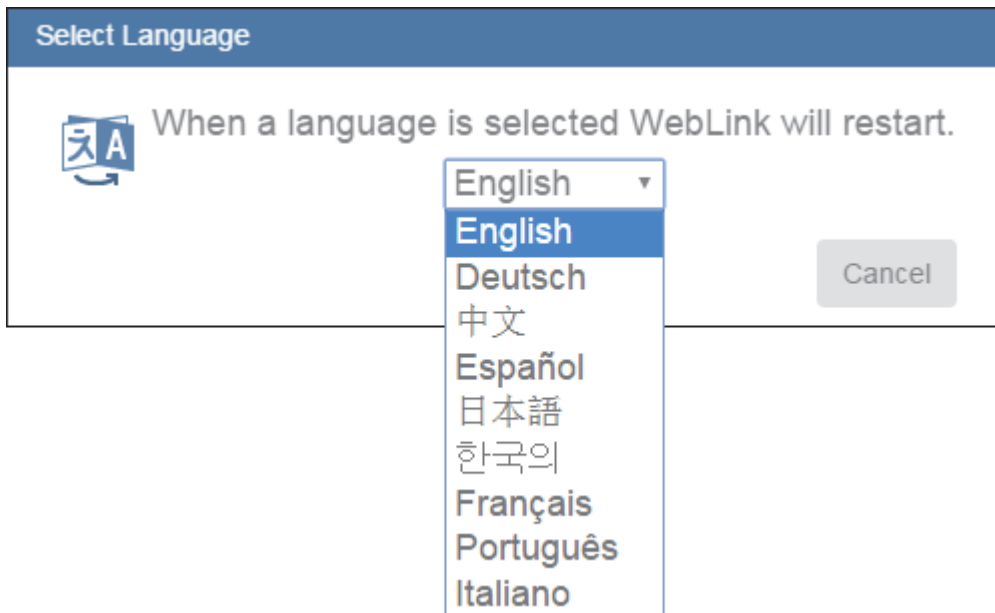 Select Language
When a language is selected WebLink will restart.
English
English
Deutsch
Cancel
中文
Español
日本語
한국의
Français
Português
Italiano